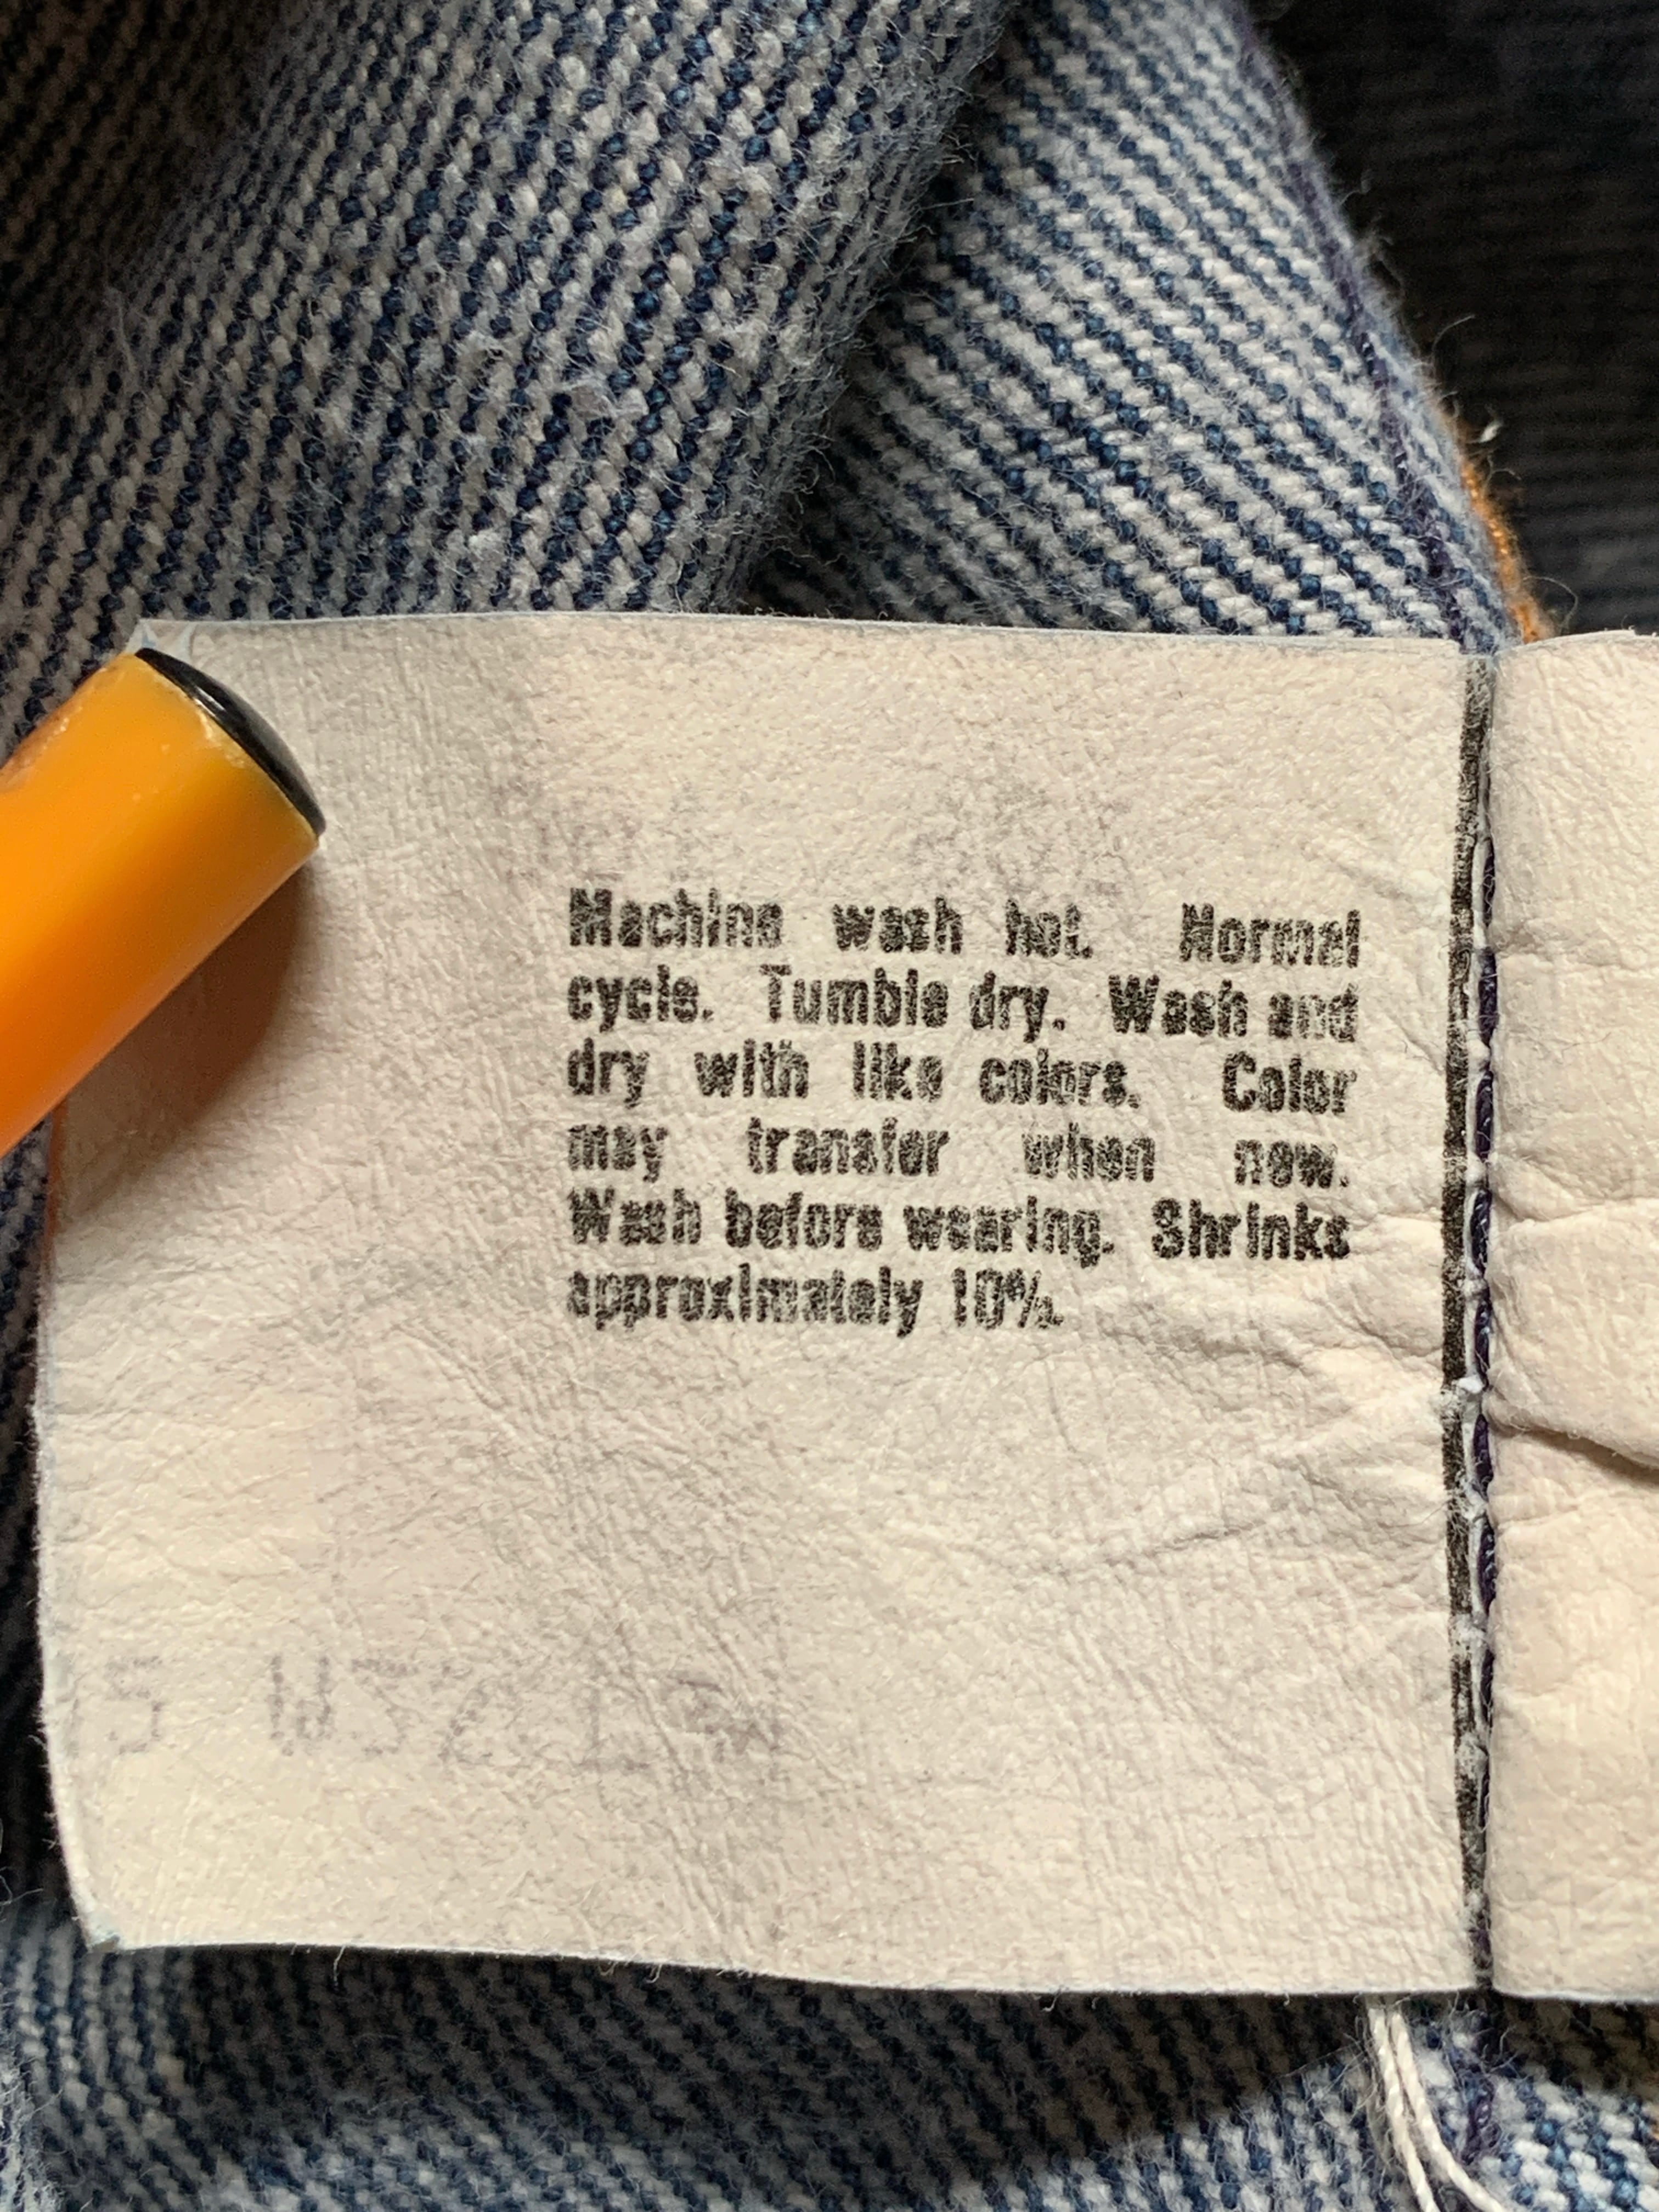 Machine wash hot. Normal
cycle. Tumble dry. Wash and
dry with like colors. Color
may transfer when new.
Wash before wearing. Shrinks
approximately 10%.